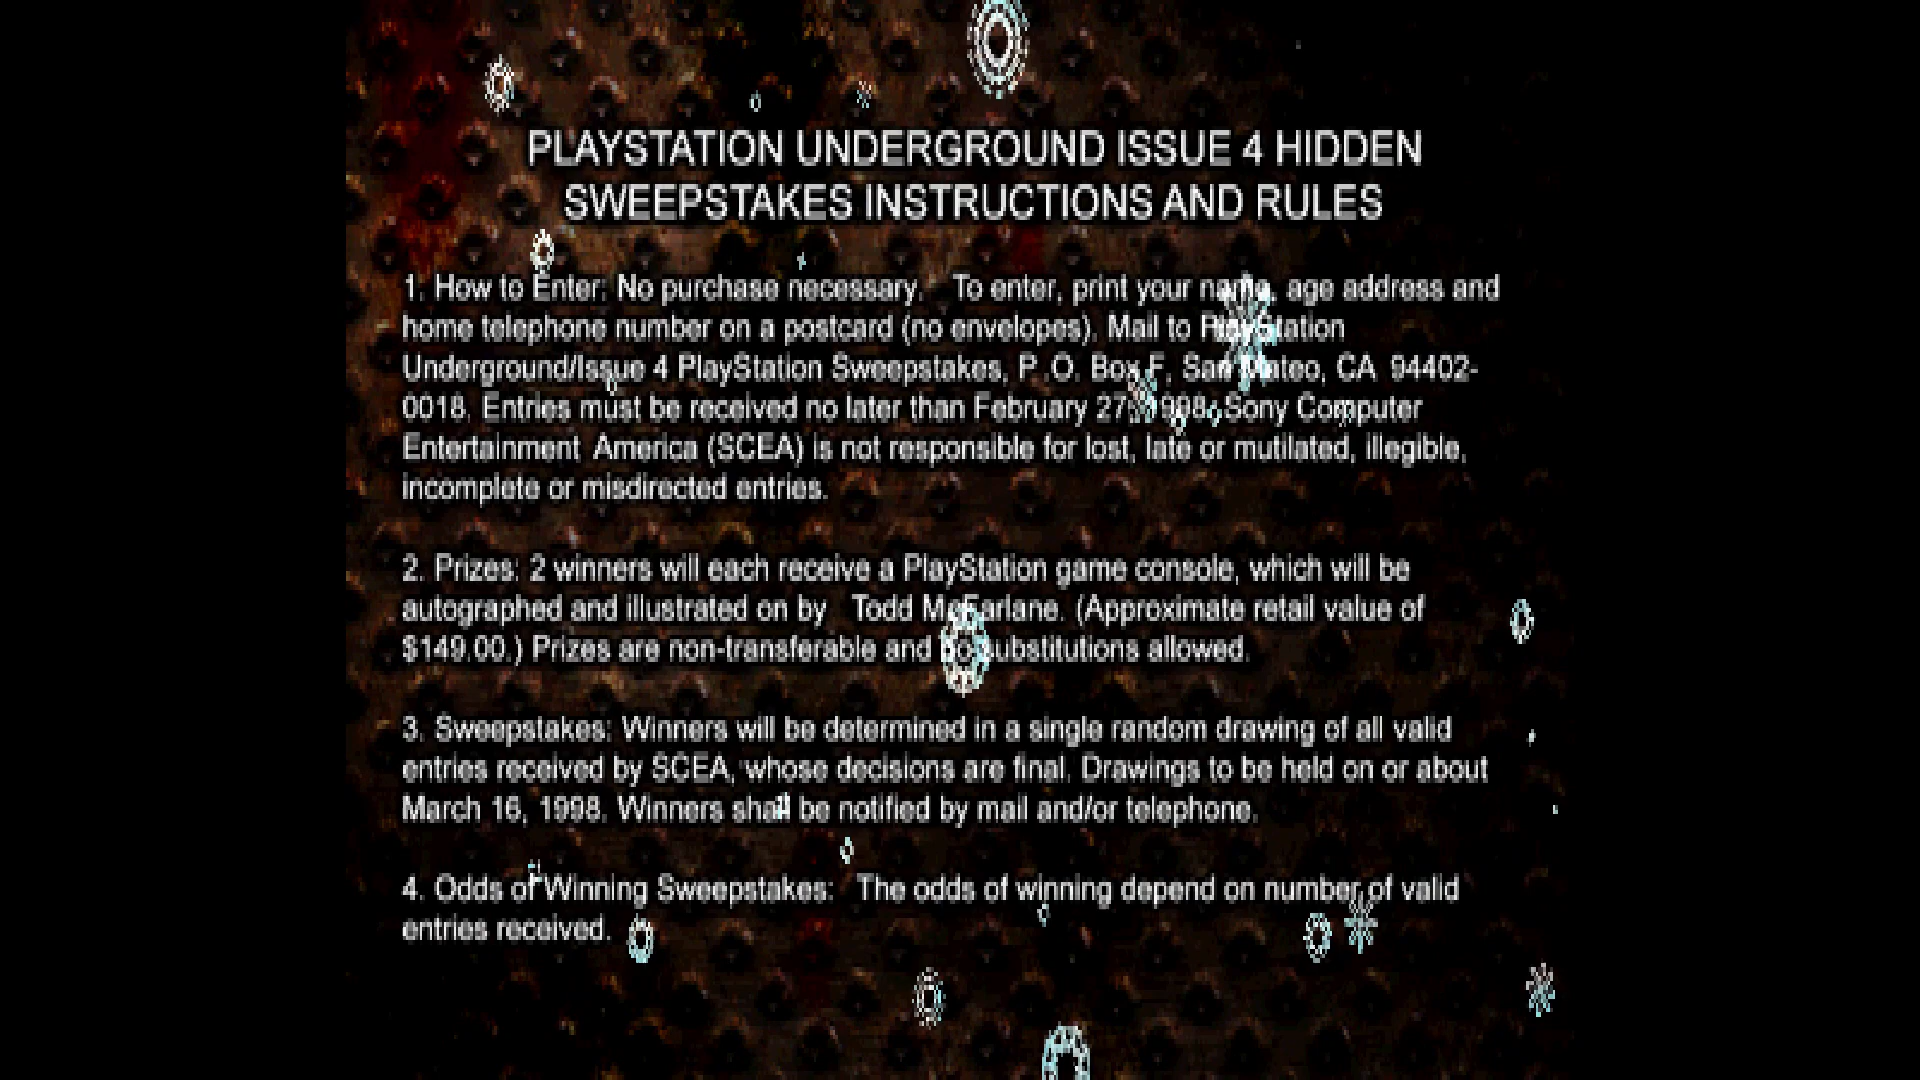 PLAYSTATION UNDERGROUND ISSUE 4 HIDDEN
SWEEPSTAKES INSTRUCTIONS AND RULES
1. How to Enter: No purchase necessary. To enter, print your name, age address and
home telephone number on a postcard (no envelopes). Mail to PlayStation
Underground/Issue 4 PlayStation Sweepstakes, P .O. Box F, San Mateo, CA 94402-
0018. Entries must be received no later than February 27, 1998. Sony Computer
Entertainment America (SCEA) is not responsible for lost, late or mutilated, illegible,
incomplete or misdirected entries.
2. Prizes: 2 winners will each receive a PlayStation game console, which will be
autographed and illustrated on by Todd McFarlane. (Approximate retail value of
$149.00.) Prizes are non-transferable and no substitutions allowed.
3. Sweepstakes: Winners will be determined in a single random drawing of all valid
entries received by SCEA, whose decisions are final. Drawings to be held on or about
March 16, 1998. Winners shall be notified by mail and/or telephone.
4. Odds of Winning Sweepstakes: The odds of winning depend on number of valid
entries received.